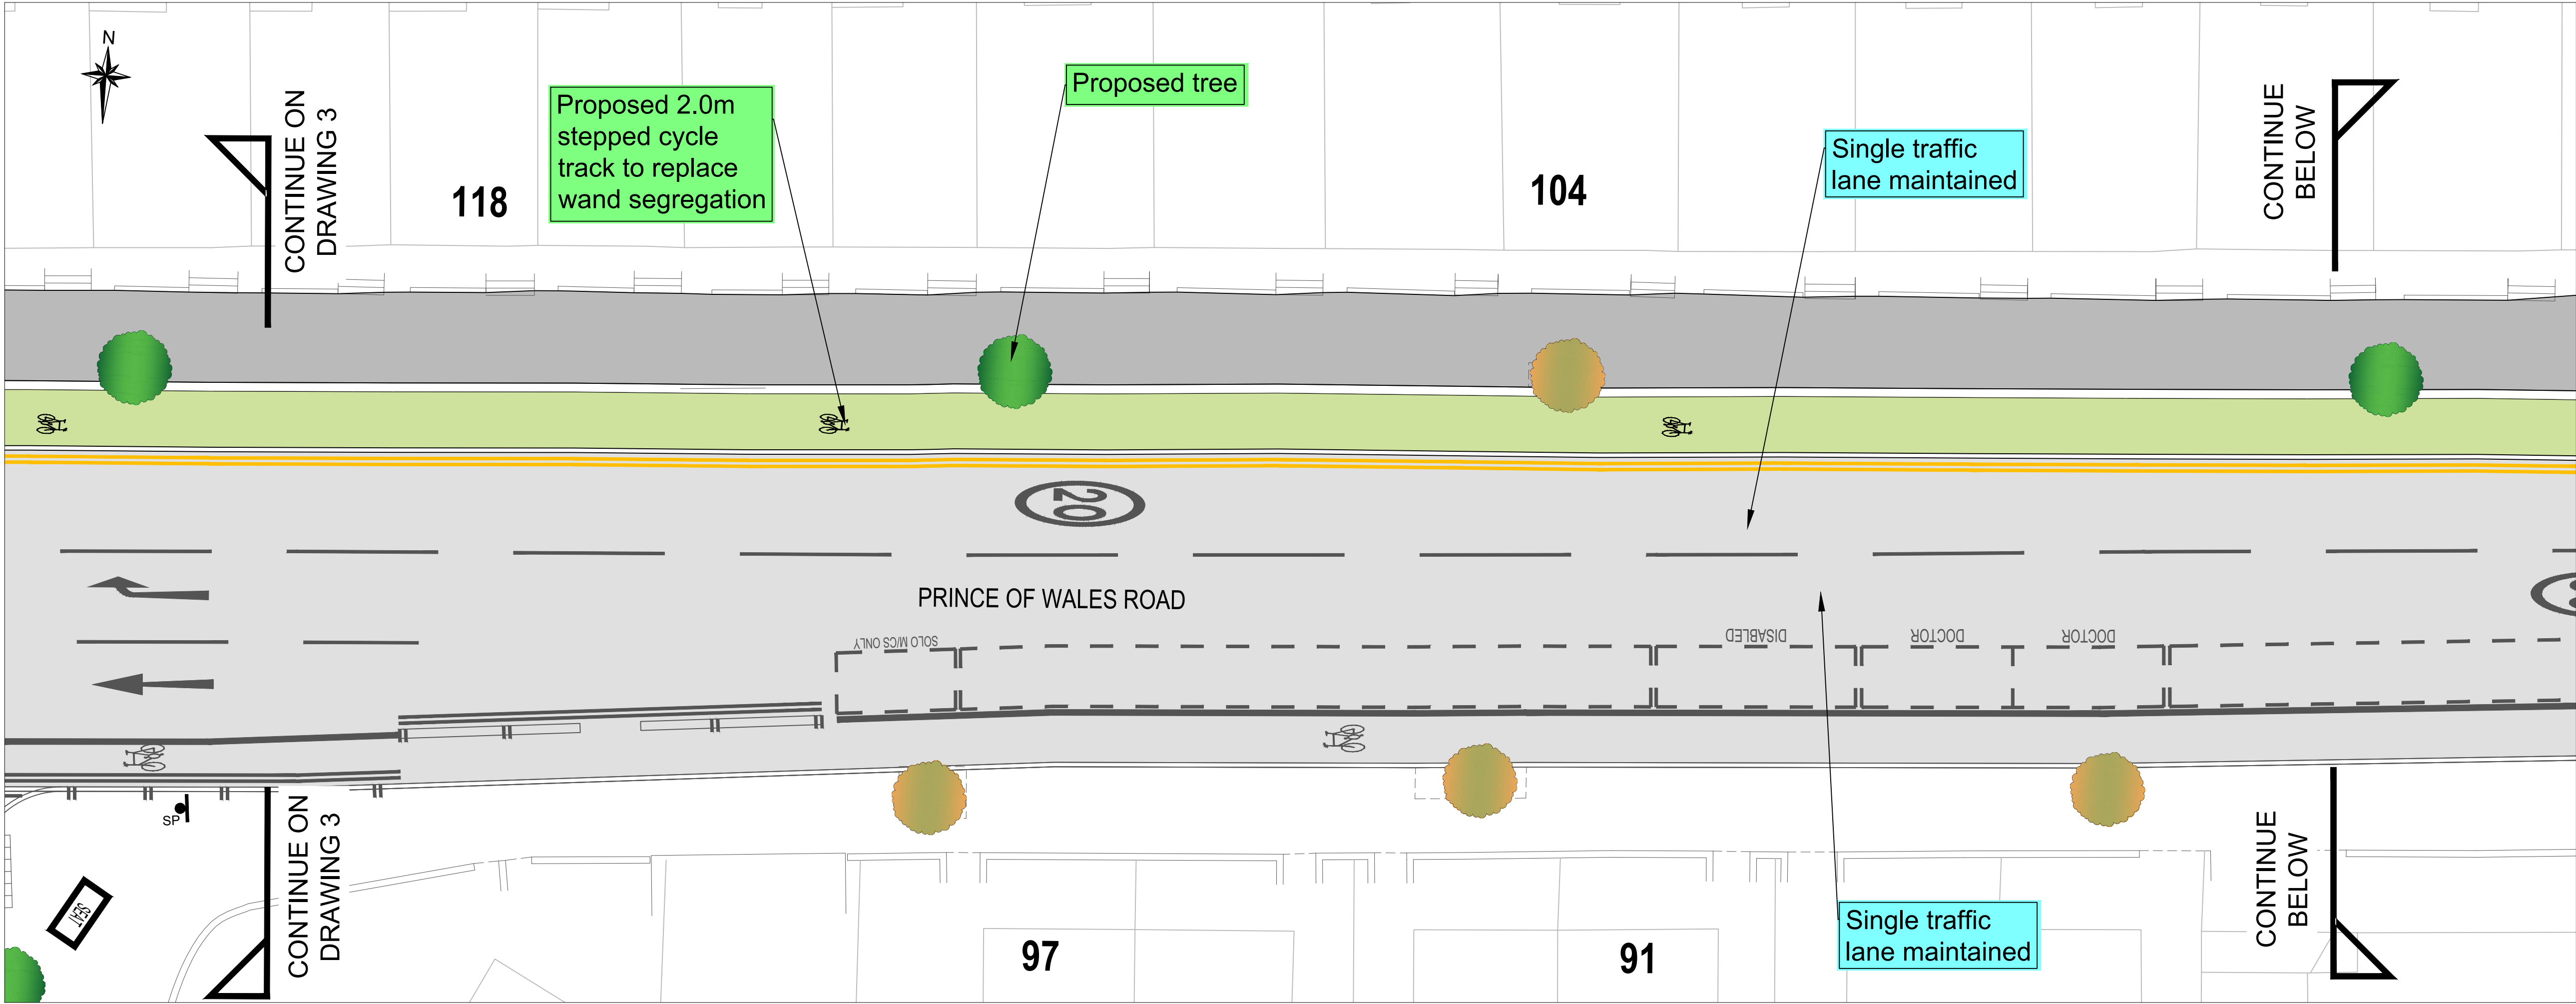 N
CONTINUE ON
DRAWING 3
118
Proposed 2.0m
stepped cycle
track to replace
wand segregation
Proposed tree
104
Single traffic
lane maintained
CONTINUE
BELOW
20
PRINCE OF WALES ROAD
SOLO M/CS ONLY
DISABLED
DOCTOR
DOCTOR
SP
SEAT
CONTINUE ON
DRAWING 3
97
91
Single traffic
lane maintained
CONTINUE
BELOW